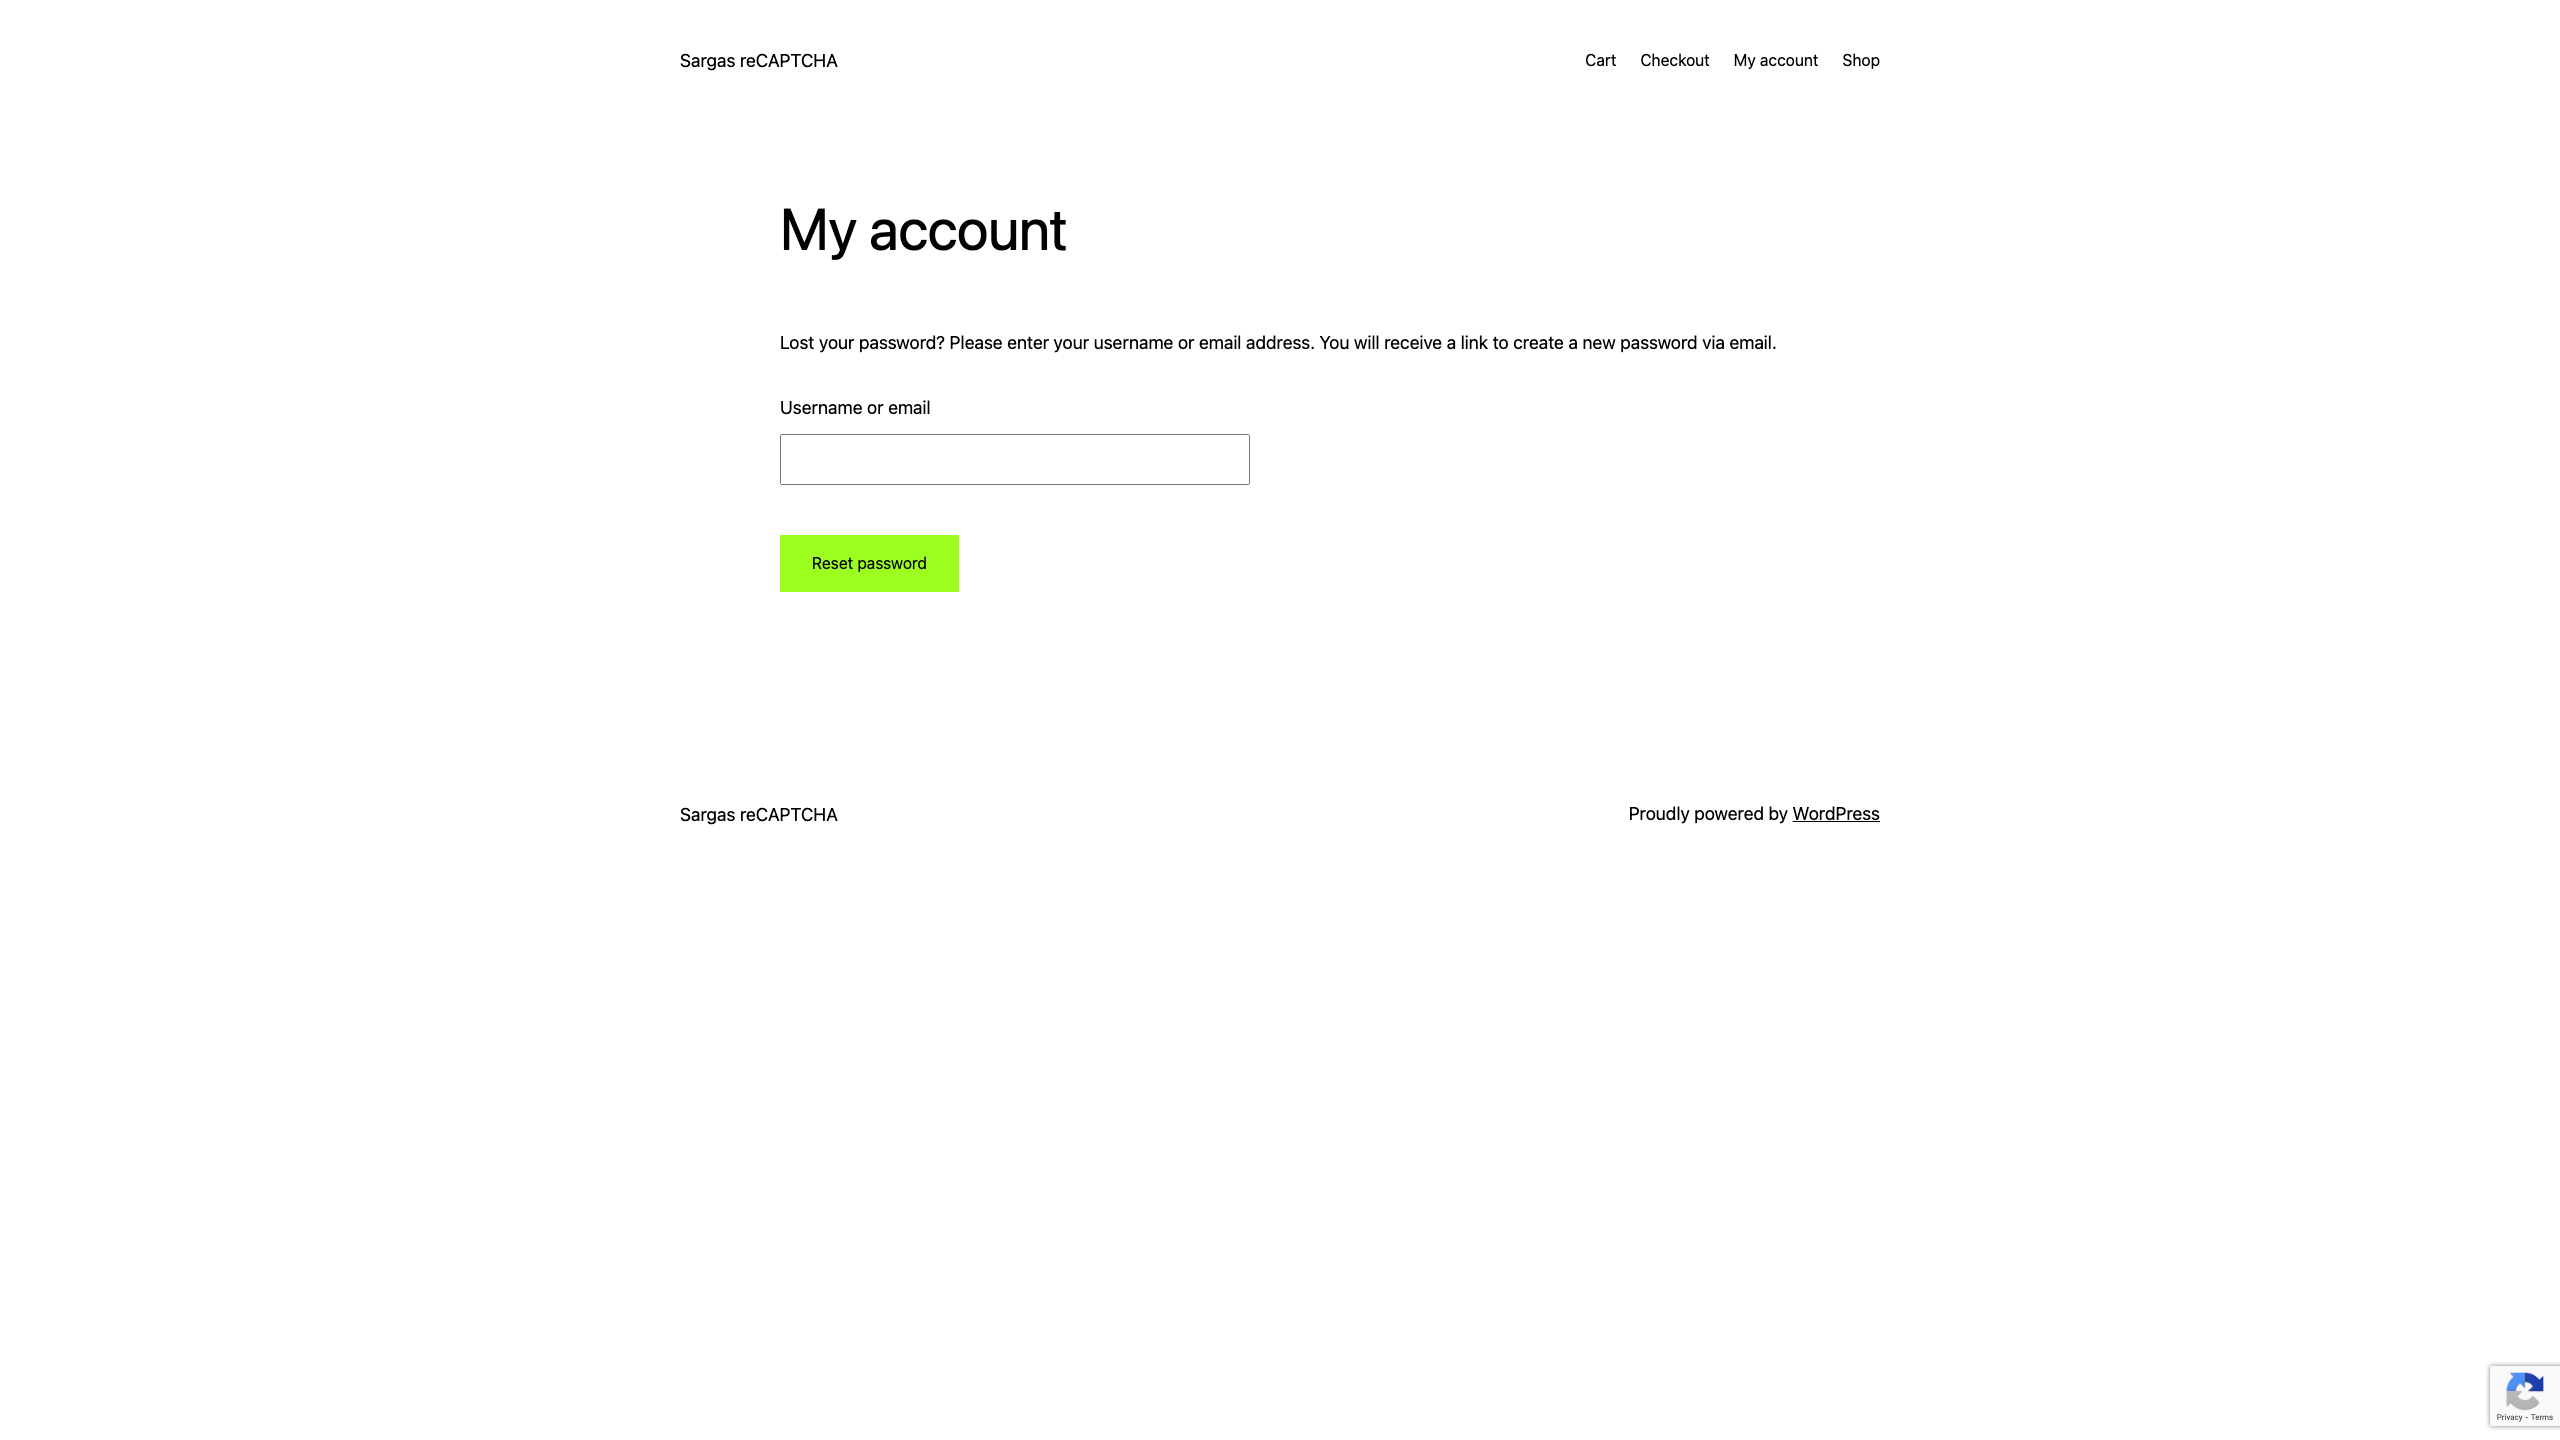 Sargas reCAPTCHA
Cart Checkout My account Shop
My account
Lost your password? Please enter your username or email address. You will receive a link to create a new password via email.
Username or email
Reset password
Sargas reCAPTCHA
Proudly powered by WordPress
Privacy - Terms